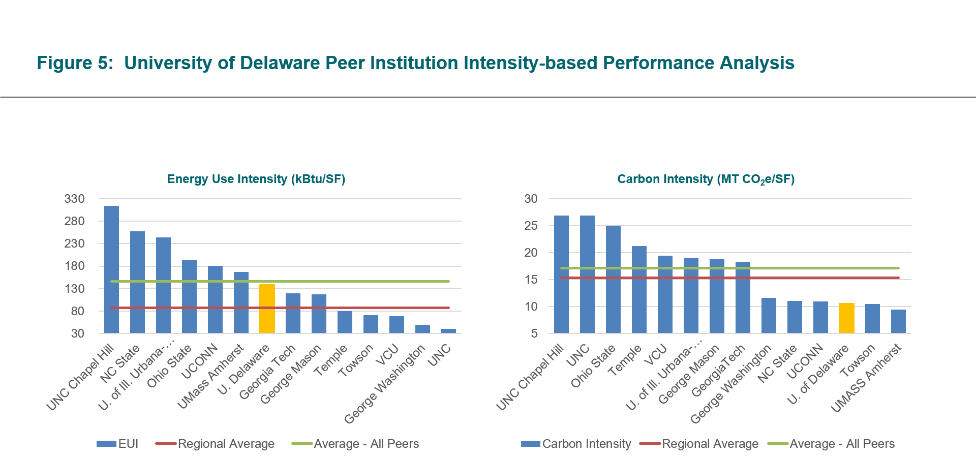 Figure 5: University of Delaware Peer Institution Intensity-based Performance Analysis
Energy Use Intensity (kBtu/SF)
330
280
230
180
130
80
30
UNC Chapel Hill
NC State
U. of Ill. Urbana-…
Ohio State
UCONN
UMass Amherst
U. Delaware
Georgia Tech
George Mason
Temple
Towson
VCU
George Washington
UNC
EUI
Regional Average
Average - All Peers
Carbon Intensity (MT CO₂e/SF)
30
25
20
15
10
5
UNC Chapel Hill
UNC
Ohio State
Temple
VCU
U. of Ill. Urbana-…
George Mason
GeorgiaTech
George Washington
NC State
UCONN
U. of Delaware
Towson
UMASS Amherst
Carbon Intensity
Regional Average
Average - All Peers